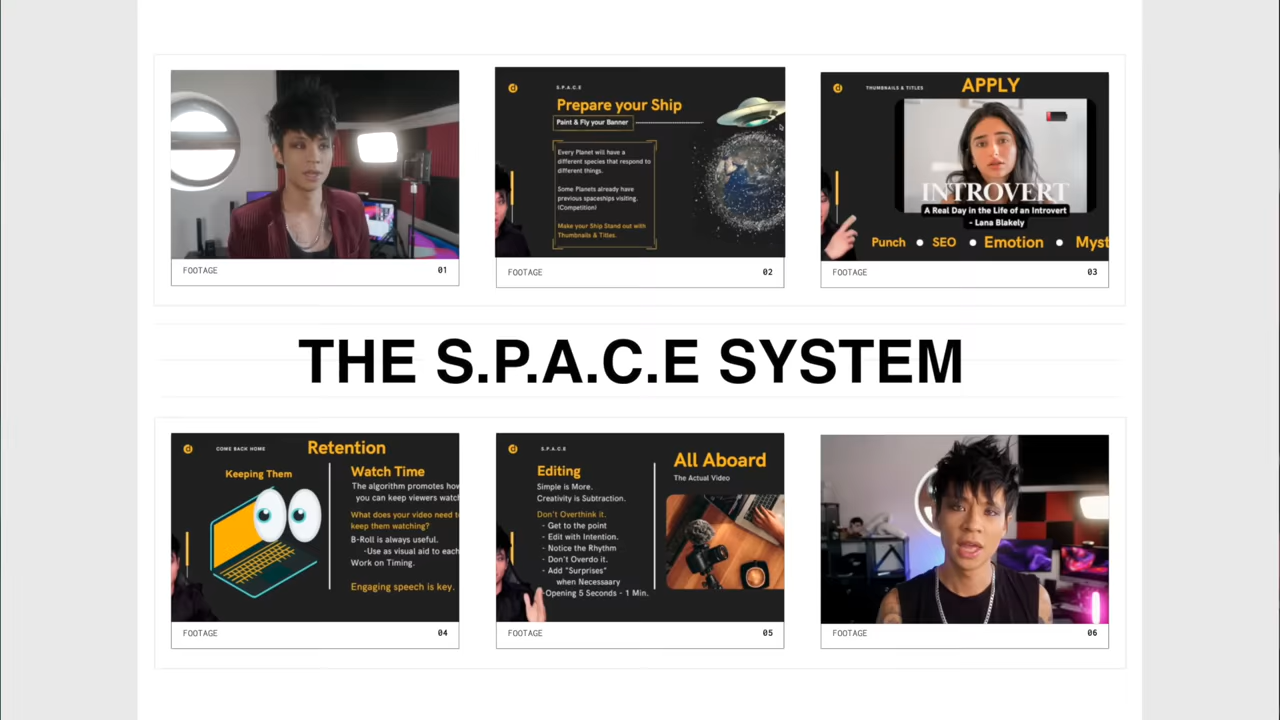 S.P.A.C.E
Prepare your Ship
Paint & Fly your Banner
Every Planet will have a
different species that respond to
different things.
Some Planets already have
previous spaceships visiting.
(Competition)
Make your Ship Stand out with
Thumbnails & Titles.
THUMBNAILS & TITLES
APPLY
INTROVERT
A Real Day in the Life of an Introvert
- Lana Blakely
Punch • SEO • Emotion • Myst
FOOTAGE 01
FOOTAGE 02
FOOTAGE 03
THE S.P.A.C.E SYSTEM
COME BACK HOME
Retention
Keeping Them
Watch Time
The algorithm promotes how
you can keep viewers watch
What does your video need t
keep them watching?
B-Roll is always useful.
-Use as visual aid to each
Work on Timing.
Engaging speech is key.
S.P.A.C.E
Editing
Simple is More.
Creativity is Subtraction.
Don't Overthink it.
- Get to the point
- Edit with Intention.
- Notice the Rhythm
- Don't Overdo it.
- Add "Surprises"
when Necessaary
-Opening 5 Seconds - 1 Min.
All Aboard
The Actual Video
FOOTAGE 04
FOOTAGE 05
FOOTAGE 06